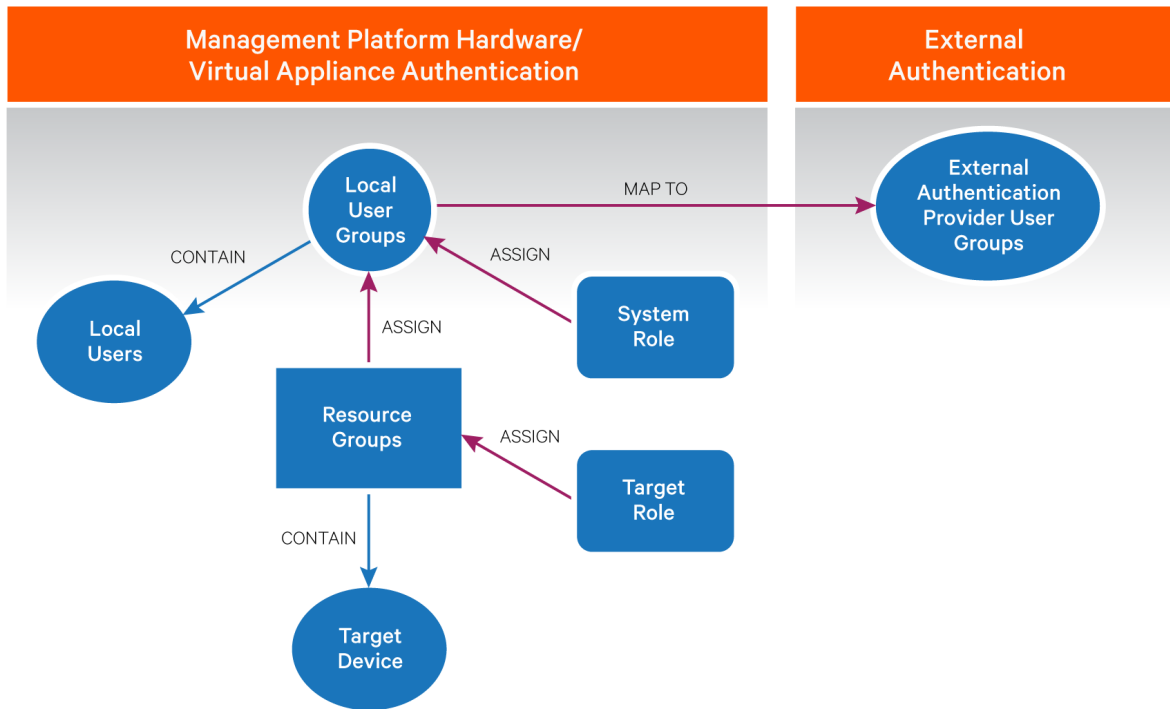 Management Platform Hardware/
Virtual Appliance Authentication
External
Authentication
Local
User
Groups
MAP TO
External
Authentication
Provider User
Groups
CONTAIN
ASSIGN
Local
Users
ASSIGN
System
Role
Resource
Groups
ASSIGN
Target
Role
CONTAIN
Target
Device